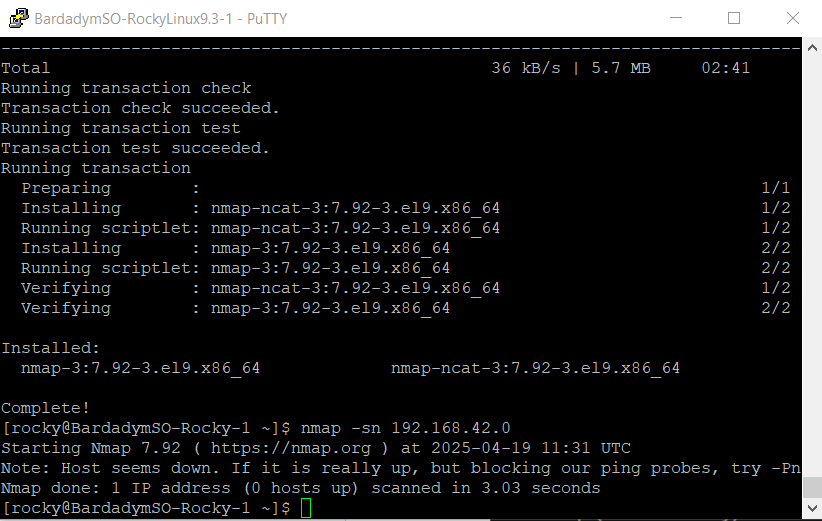 BardadymSO-RockyLinux9.3-1 - PuTTY
--------------------------------------------------------------------------------
Total                                            36 kB/s | 5.7 MB     02:41
Running transaction check
Transaction check succeeded.
Running transaction test
Transaction test succeeded.
Running transaction
  Preparing        :                                                        1/1
  Installing       : nmap-ncat-3:7.92-3.el9.x86_64                          1/2
  Running scriptlet: nmap-ncat-3:7.92-3.el9.x86_64                          1/2
  Installing       : nmap-3:7.92-3.el9.x86_64                               2/2
  Running scriptlet: nmap-3:7.92-3.el9.x86_64                               2/2
  Verifying        : nmap-ncat-3:7.92-3.el9.x86_64                          1/2
  Verifying        : nmap-3:7.92-3.el9.x86_64                               2/2
Installed:
  nmap-3:7.92-3.el9.x86_64             nmap-ncat-3:7.92-3.el9.x86_64
Complete!
[rocky@BardadymSO-Rocky-1 ~]$ nmap -sn 192.168.42.0
Starting Nmap 7.92 ( https://nmap.org ) at 2025-04-19 11:31 UTC
Note: Host seems down. If it is really up, but blocking our ping probes, try -Pn
Nmap done: 1 IP address (0 hosts up) scanned in 3.03 seconds
[rocky@BardadymSO-Rocky-1 ~]$